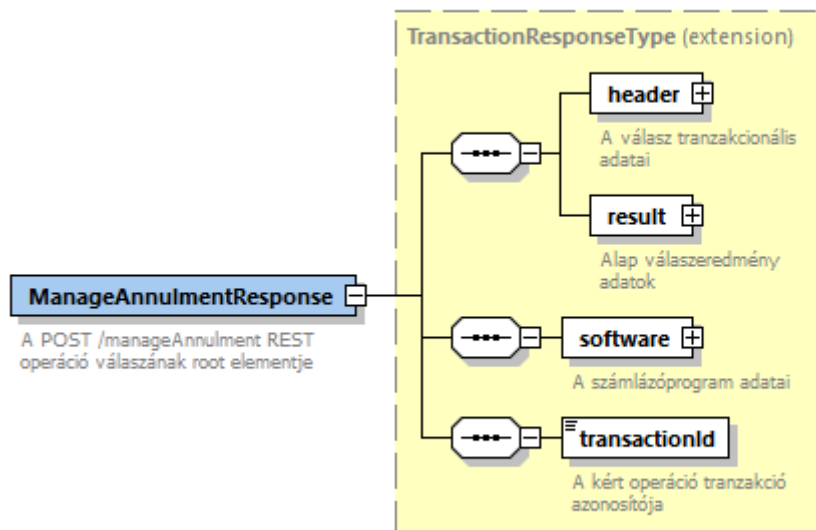 TransactionResponseType (extension)
header
A válasz tranzakcionális
adatai
result
Alap válaszeredmény
adatok
ManageAnnulmentResponse
A POST /manageAnnulment REST
operáció válaszának root elementje
software
A számlázóprogram adatai
transactionId
A kért operáció tranzakció
azonosítója